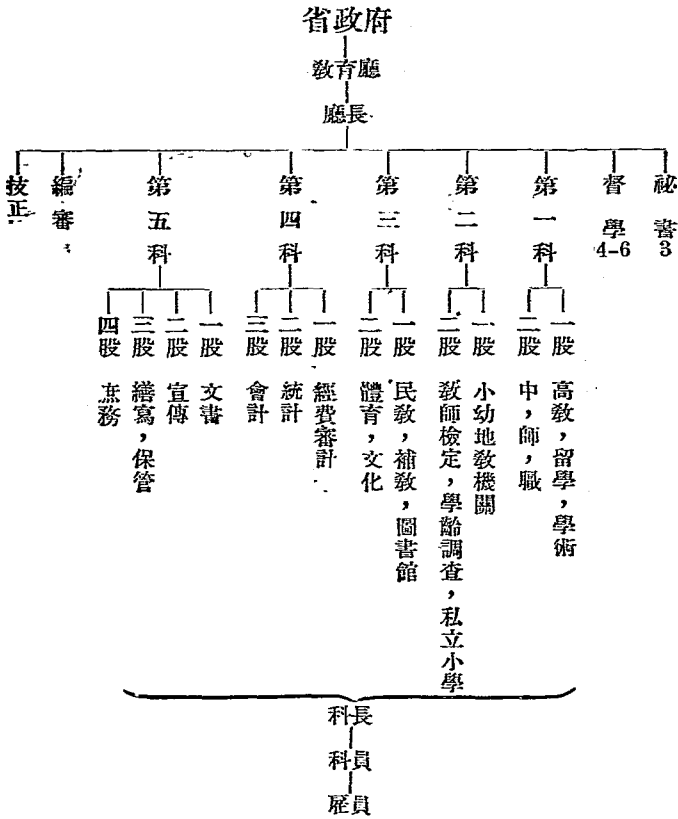 省政府
教育廳
廳長
祕書3
督學4-6
第一科
一股 高教，留學，學術
二股 中，師，職
第二科
一股 小幼地教機關
二股 教師檢定，學齡調查，私立小學
第三科
一股 民教，補教，圖書館
二股 體育，文化
第四科
一股 經費審計
二股 統計
三股 會計
第五科
一股 文書
二股 宣傳
三股 繕寫，保管
四股 庶務
編審
技正
科長
科員
雇員